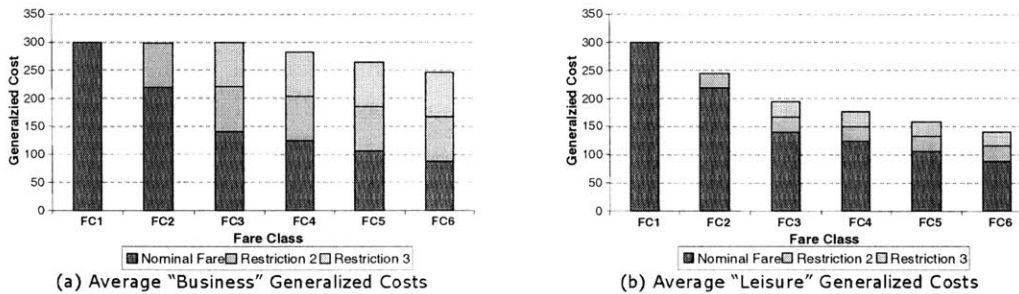 350
300
250
200
150
100
50
0
Generalzied Cost
FC1 FC2 FC3 FC4 FC5 FC6
Fare Class
Nominal Fare Restriction 2 Restriction 3
(a) Average “Business” Generalized Costs
350
300
250
200
150
100
50
0
Generalized Cost
FC1 FC2 FC3 FC4 FC5 FC6
Fare Class
Nominal Fare Restriction 2 Restriction 3
(b) Average “Leisure” Generalized Costs